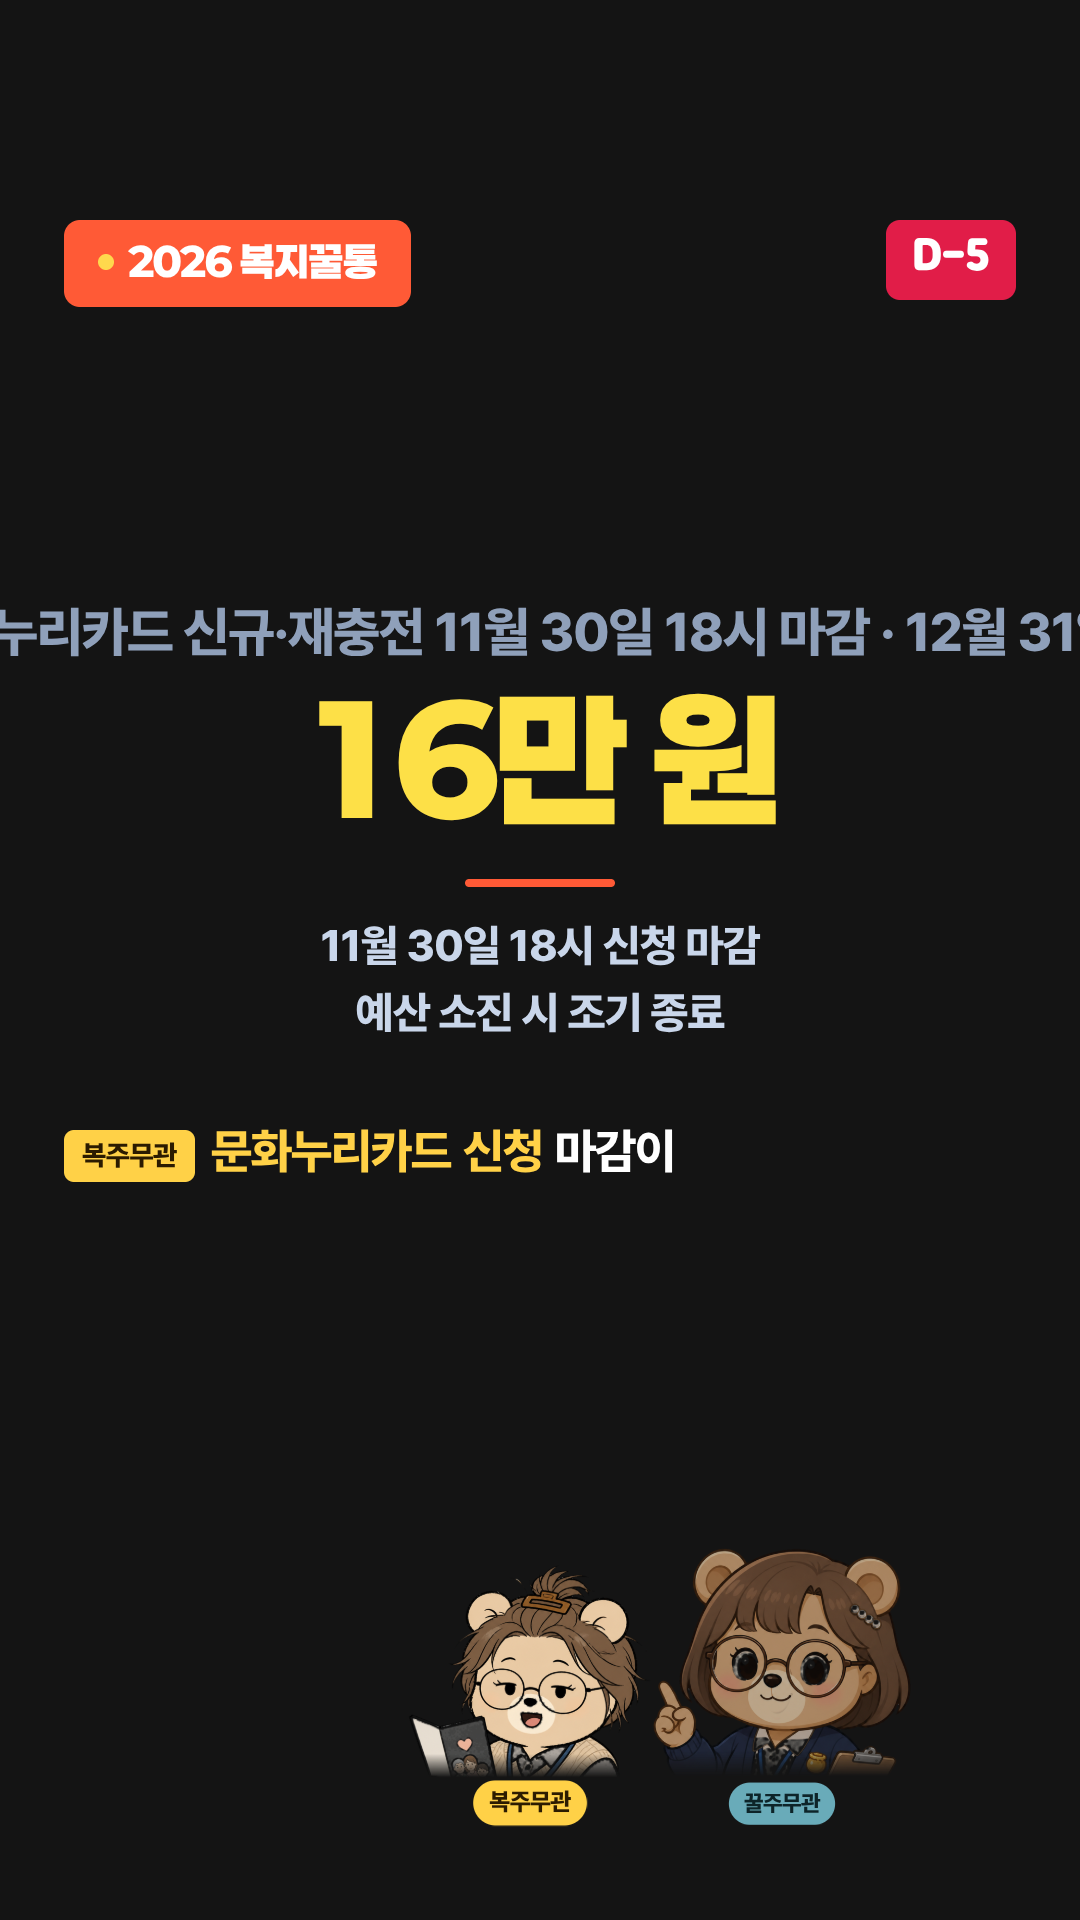 2026 복지꿀통
D-5
누리카드 신규·재충전 11월 30일 18시 마감 · 12월 31
16만 원
11월 30일 18시 신청 마감
예산 소진 시 조기 종료
복주무관 문화누리카드 신청 마감이
복주무관
꿀주무관